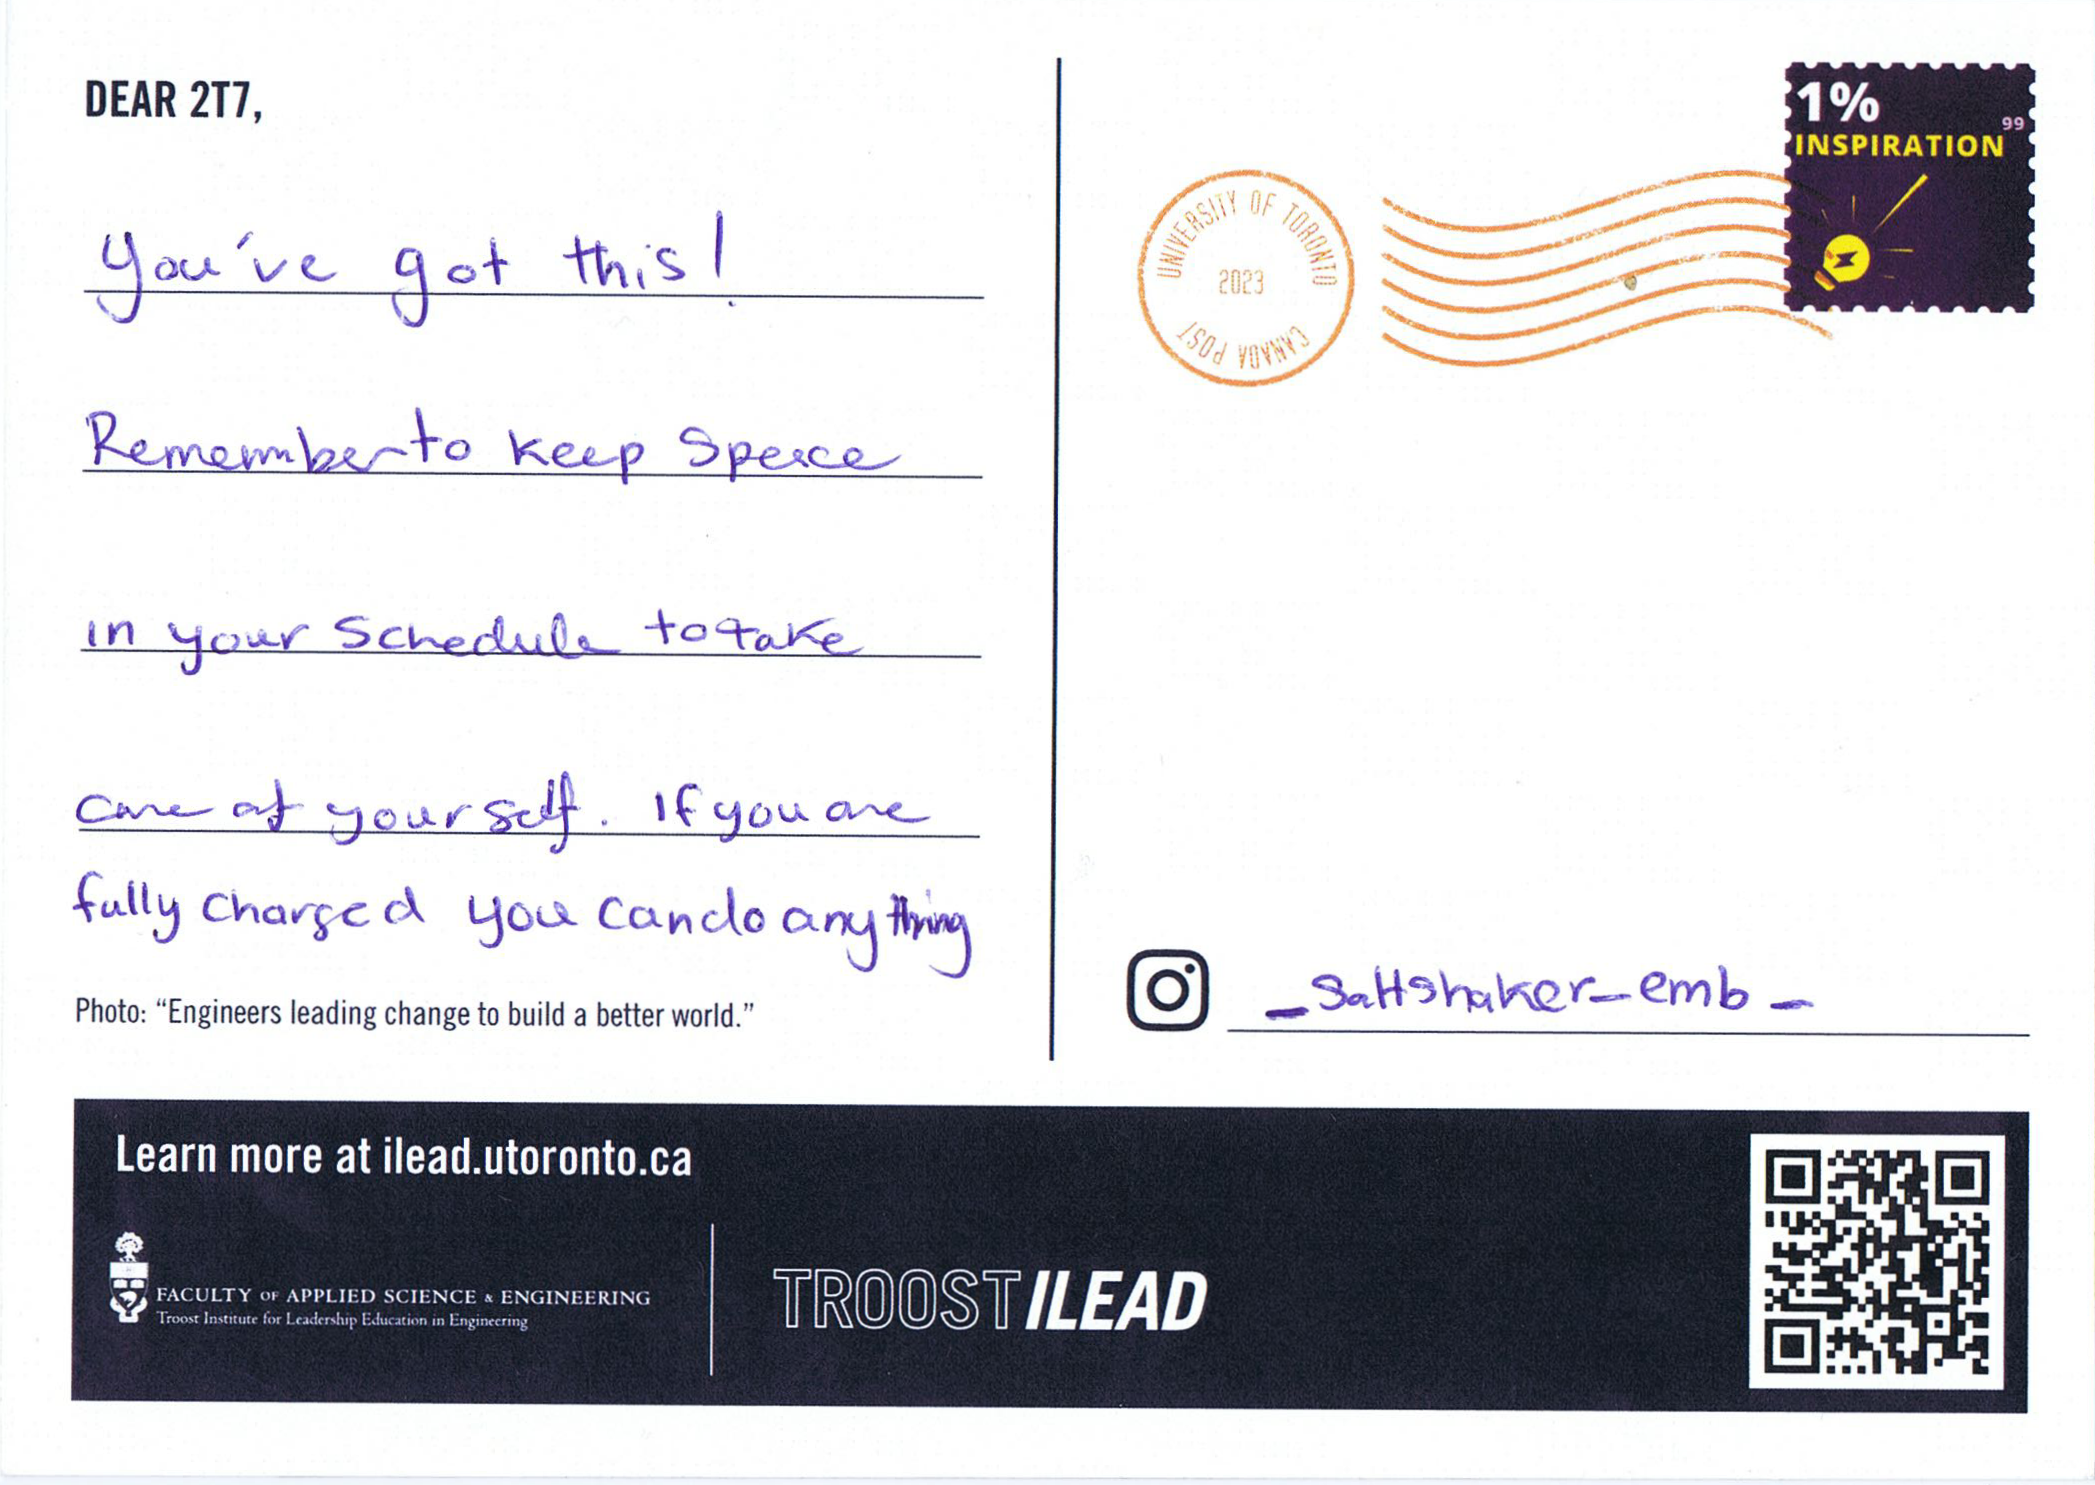 DEAR 2T7,
You've got this!
Remember to keep Speace
in your Schedule to take
care of yourself. If you are
fully charged you can do anything
Photo: “Engineers leading change to build a better world.”
1%
99
INSPIRATION
UNIVERSITY OF TORONTO
2023
CANADA POST
_saltshaker_emb_
Learn more at ilead.utoronto.ca
FACULTY OF APPLIED SCIENCE & ENGINEERING
Troost Institute for Leadership Education in Engineering
TROOST ILEAD